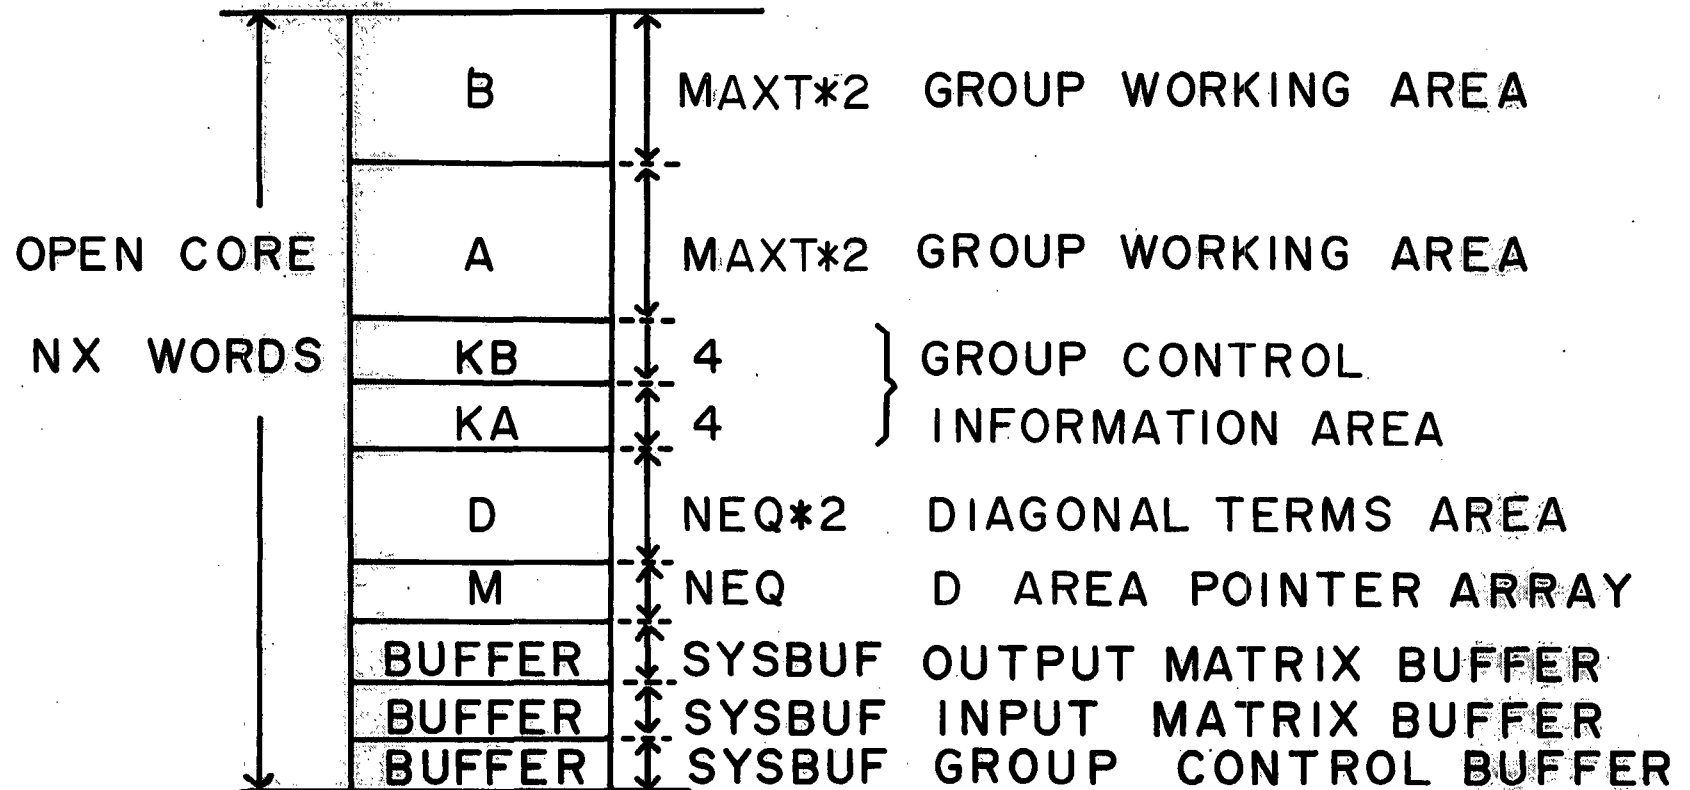 B MAXT*2 GROUP WORKING AREA
OPEN CORE A MAXT*2 GROUP WORKING AREA
NX WORDS KB 4 } GROUP CONTROL
KA 4 INFORMATION AREA
D NEQ*2 DIAGONAL TERMS AREA
M NEQ D AREA POINTER ARRAY
BUFFER SYSBUF OUTPUT MATRIX BUFFER
BUFFER SYSBUF INPUT MATRIX BUFFER
BUFFER SYSBUF GROUP CONTROL BUFFER